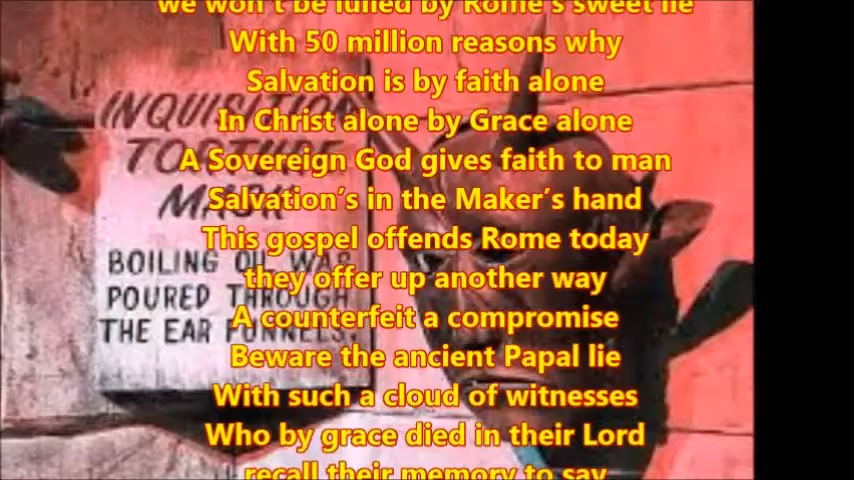 we won't be lulled by Rome's sweet lie
With 50 million reasons why
Salvation is by faith alone
In Christ alone by Grace alone
A Sovereign God gives faith to man
Salvation's in the Maker's hand
This gospel offends Rome today
they offer up another way
A counterfeit a compromise
Beware the ancient Papal lie
With such a cloud of witnesses
Who by grace died in their Lord
recall their memory to say
INQUISITION
TORTURE
MASK
BOILING OIL WAS
POURED THROUGH
THE EAR FUNNELS.